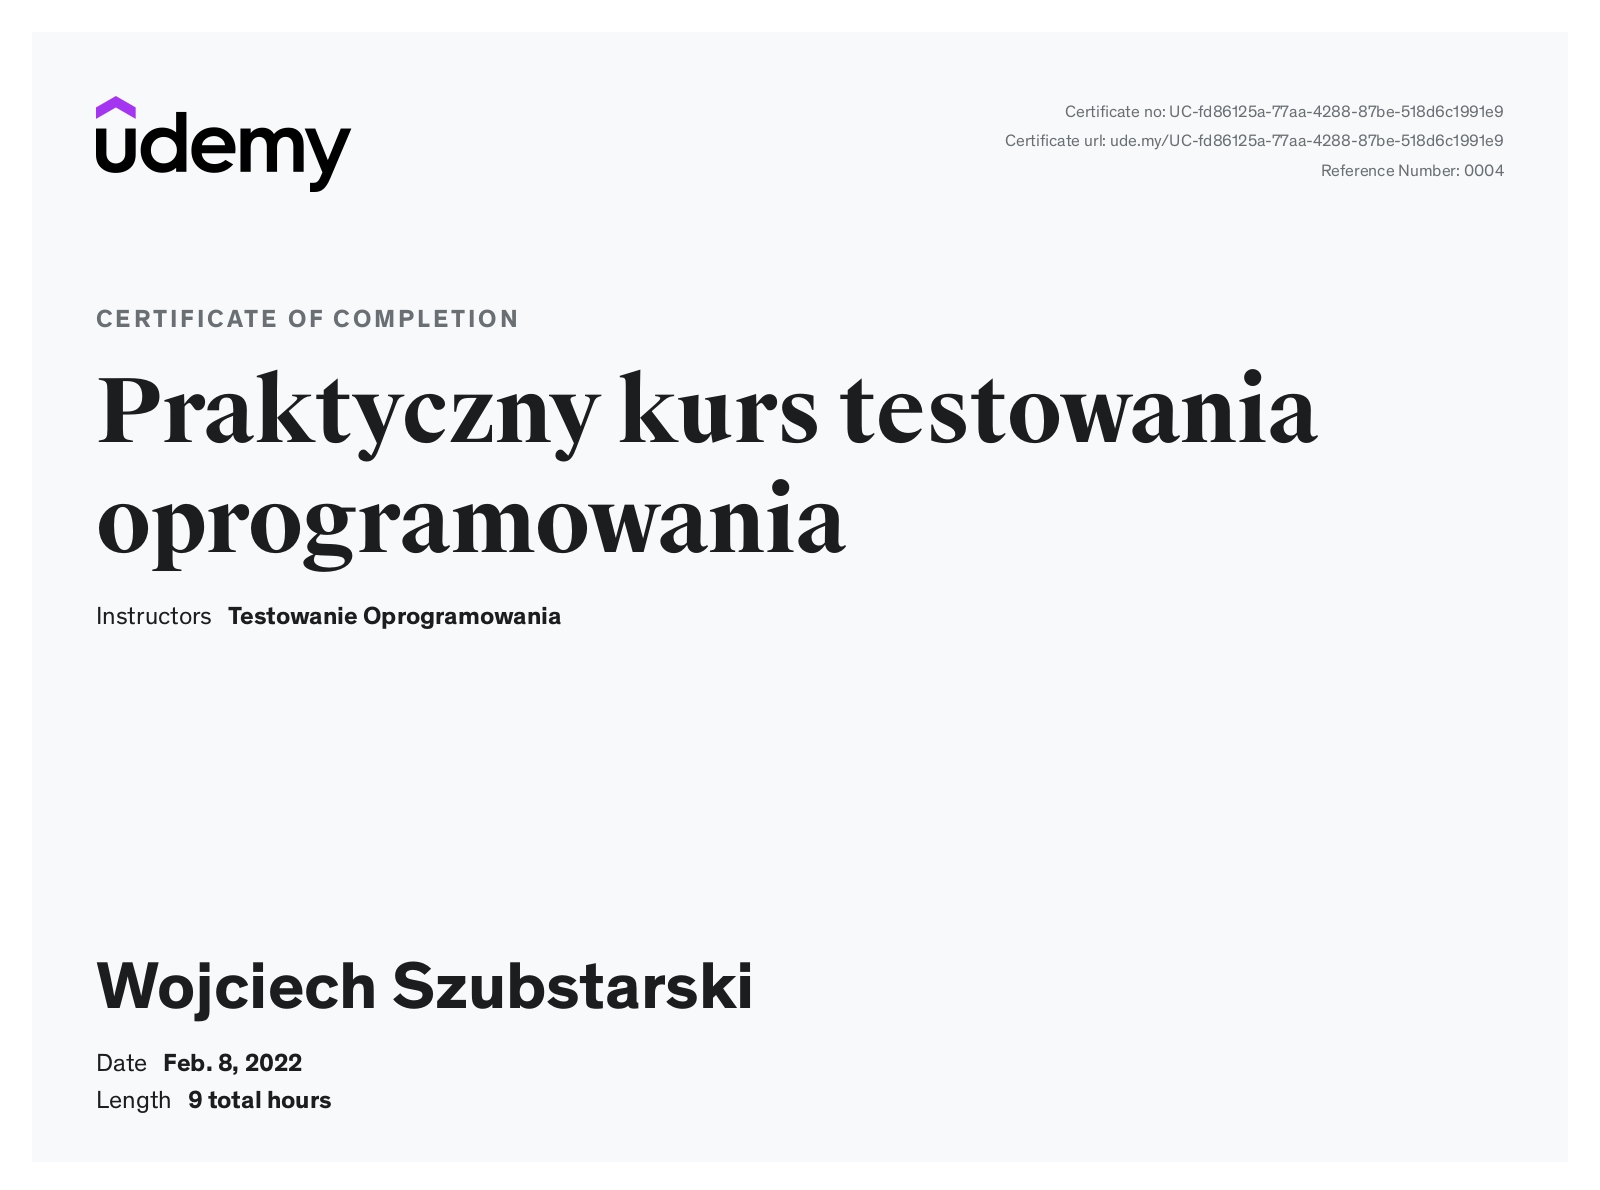 udemy
Certificate no: UC-fd86125a-77aa-4288-87be-518d6c1991e9
Certificate url: ude.my/UC-fd86125a-77aa-4288-87be-518d6c1991e9
Reference Number: 0004
CERTIFICATE OF COMPLETION
Praktyczny kurs testowania
oprogramowania
Instructors Testowanie Oprogramowania
Wojciech Szubstarski
Date Feb. 8, 2022
Length 9 total hours